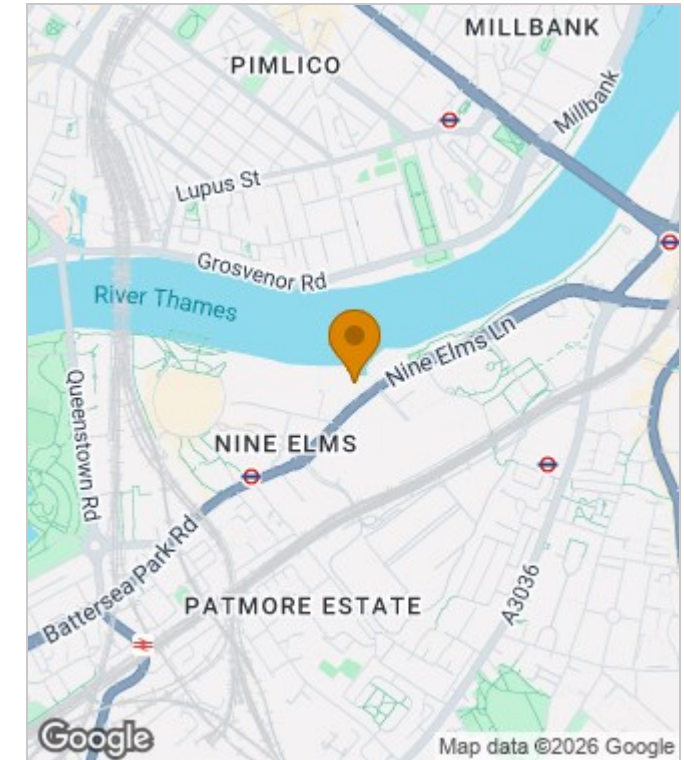 MILLBANK
PIMLICO
Millbank
Lupus St
Grosvenor Rd
River Thames
Nine Elms Ln
Queenstown Rd
NINE ELMS
Battersea Park Rd
A3036
PATMORE ESTATE
Google
Map data ©2026 Google